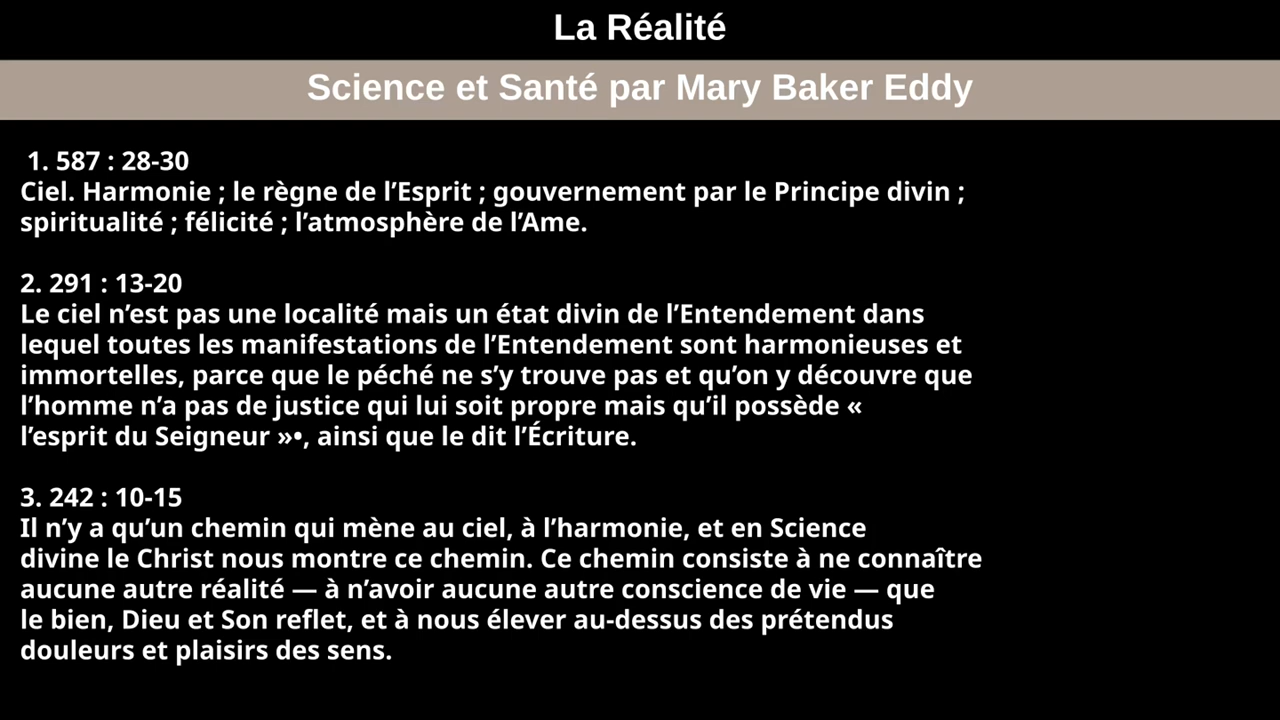 La Réalité
Science et Santé par Mary Baker Eddy
1. 587 : 28-30
Ciel. Harmonie ; le règne de l’Esprit ; gouvernement par le Principe divin ;
spiritualité ; félicité ; l’atmosphère de l’Ame.
2. 291 : 13-20
Le ciel n’est pas une localité mais un état divin de l’Entendement dans
lequel toutes les manifestations de l’Entendement sont harmonieuses et
immortelles, parce que le péché ne s’y trouve pas et qu’on y découvre que
l’homme n’a pas de justice qui lui soit propre mais qu’il possède «
l’esprit du Seigneur »•, ainsi que le dit l’Écriture.
3. 242 : 10-15
Il n’y a qu’un chemin qui mène au ciel, à l’harmonie, et en Science
divine le Christ nous montre ce chemin. Ce chemin consiste à ne connaître
aucune autre réalité — à n’avoir aucune autre conscience de vie — que
le bien, Dieu et Son reflet, et à nous élever au-dessus des prétendus
douleurs et plaisirs des sens.